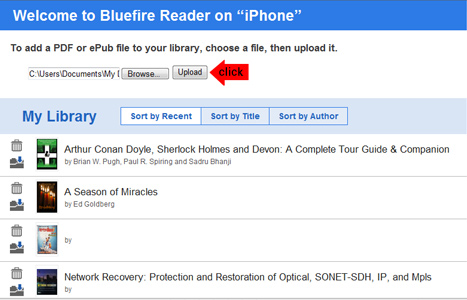 Welcome to Bluefire Reader on “iPhone”
To add a PDF or ePub file to your library, choose a file, then upload it.
C:\Users\Documents\My D Browse... Upload click
My Library Sort by Recent Sort by Title Sort by Author
Arthur Conan Doyle, Sherlock Holmes and Devon: A Complete Tour Guide & Companion
by Brian W. Pugh, Paul R. Spiring and Sadru Bhanji
A Season of Miracles
by Ed Goldberg
by
Network Recovery: Protection and Restoration of Optical, SONET-SDH, IP, and Mpls
by